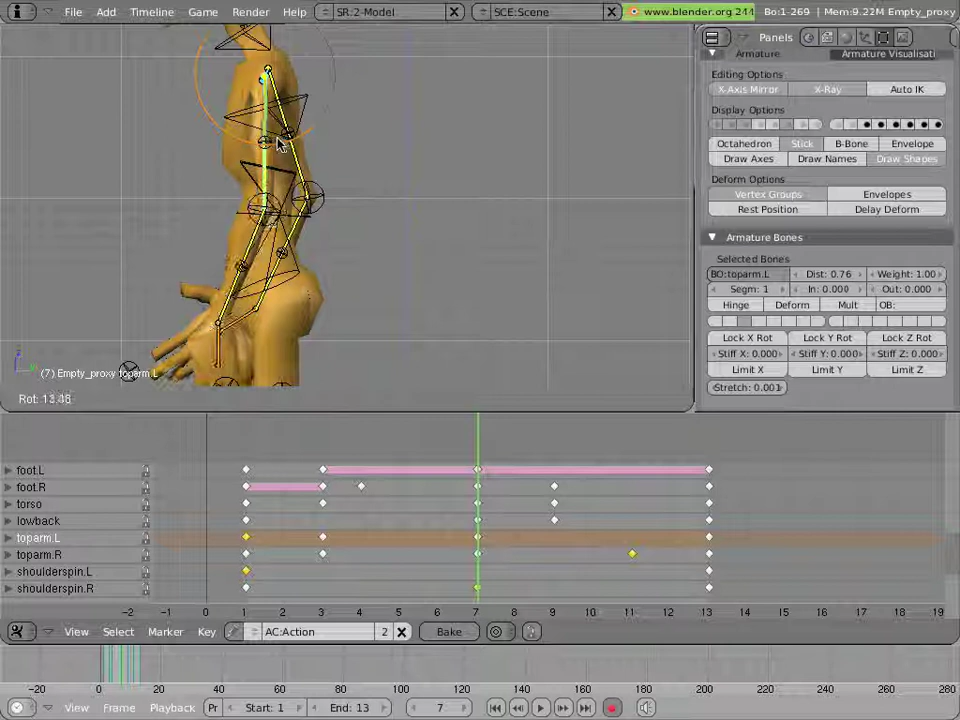 File Add Timeline Game Render Help SR:2-Model SCE:Scene www.blender.org 244 Bo:1-269 | Mem:9.22M Empty_proxy
Panels
Armature Armature Visualisati
Editing Options
X-Axis Mirror X-Ray Auto IK
Display Options
Octahedron Stick B-Bone Envelope
Draw Axes Draw Names Draw Shapes
Deform Options
Vertex Groups Envelopes
Rest Position Delay Deform
Armature Bones
Selected Bones
BO:toparm.L Dist: 0.76 Weight: 1.00
Segm: 1 In: 0.000 Out: 0.000
Hinge Deform Mult OB:
Lock X Rot Lock Y Rot Lock Z Rot
Stiff X: 0.000 Stiff Y: 0.000 Stiff Z: 0.000
Limit X Limit Y Limit Z
Stretch: 0.001
(7) Empty_proxy toparm.L
Rot: 13.48
foot.L
foot.R
torso
lowback
toparm.L
toparm.R
shoulderspin.L
shoulderspin.R
-2 -1 0 1 2 3 4 5 6 7 8 9 10 11 12 13 14 15 16 17 18 19
View Select Marker Key AC:Action 2 Bake
-20 0 20 40 60 80 100 120 140 160 180 200 220 240 260 280
View Frame Playback Pr Start: 1 End: 13 7